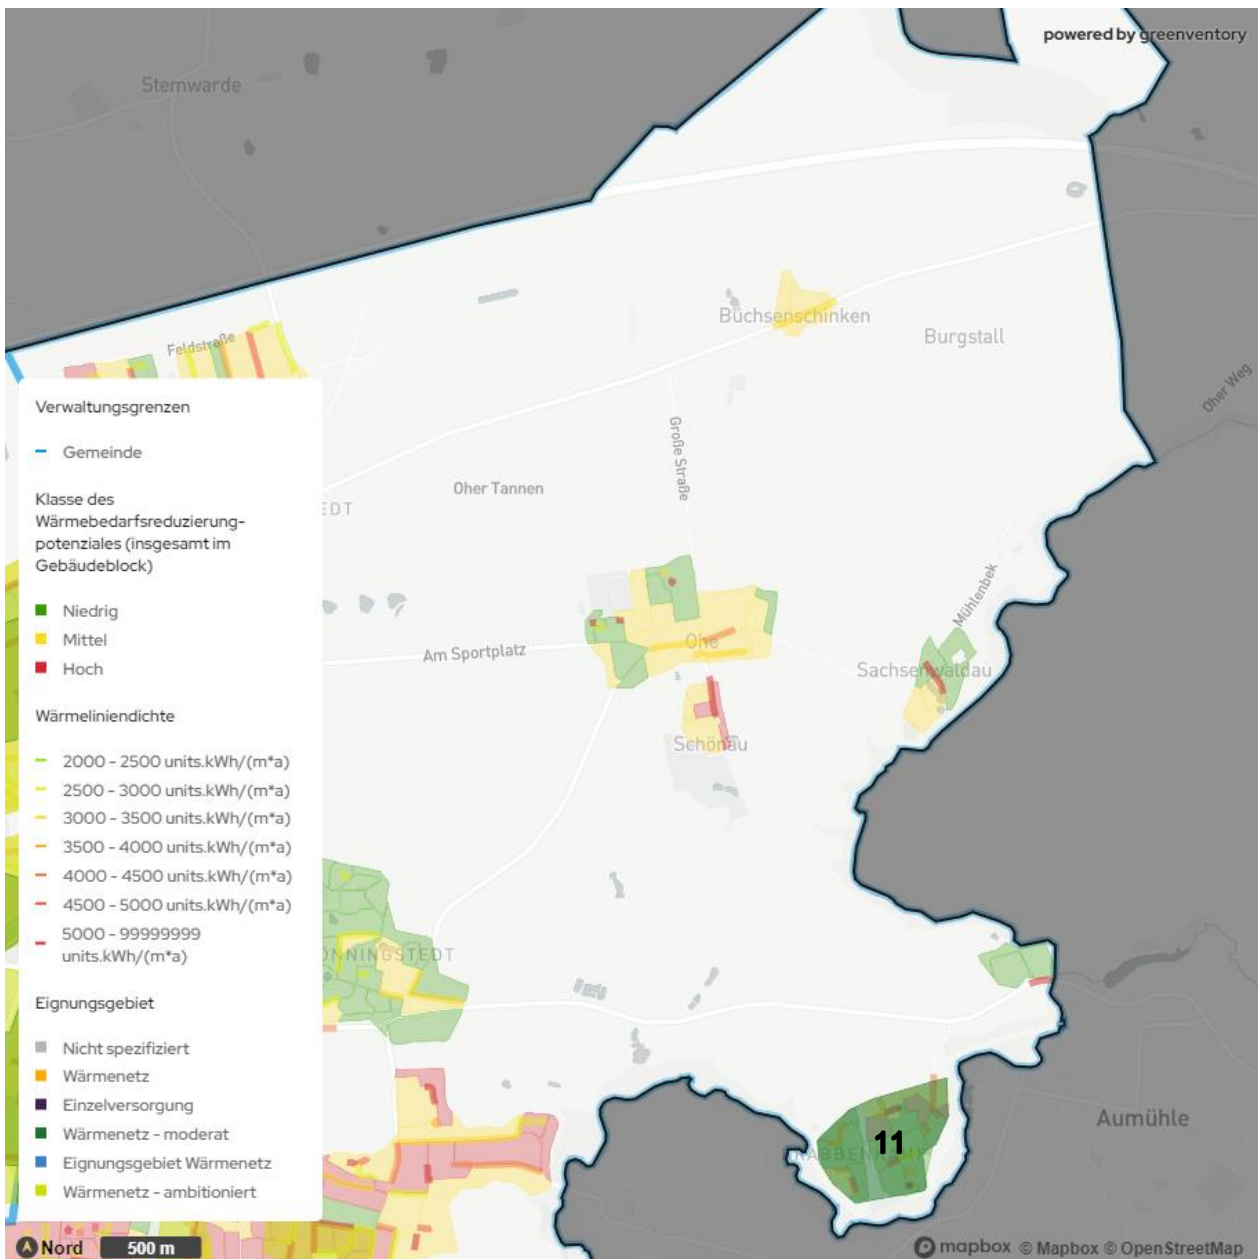 powered by greenventory
Sternwarde
Feldstraße
Büchsenschinken
Burgstall
Oher Weg
Große Straße
Oher Tannen
EDT
Mühlenbek
Am Sportplatz
Ohe
Sachsenwaldau
Schönau
Verwaltungsgrenzen
Gemeinde
Klasse des
Wärmebedarfsreduzierung-
potenziales (insgesamt im
Gebäudeblock)
Niedrig
Mittel
Hoch
Wärmeliniendichte
2000 - 2500 units.kWh/(m*a)
2500 - 3000 units.kWh/(m*a)
3000 - 3500 units.kWh/(m*a)
3500 - 4000 units.kWh/(m*a)
4000 - 4500 units.kWh/(m*a)
4500 - 5000 units.kWh/(m*a)
5000 - 99999999
units.kWh/(m*a)
Eignungsgebiet
Nicht spezifiziert
Wärmenetz
Einzelversorgung
Wärmenetz - moderat
Eignungsgebiet Wärmenetz
Wärmenetz - ambitioniert
ÖNNINGSTEDT
Aumühle
11
Nord
500 m
mapbox © Mapbox © OpenStreetMap